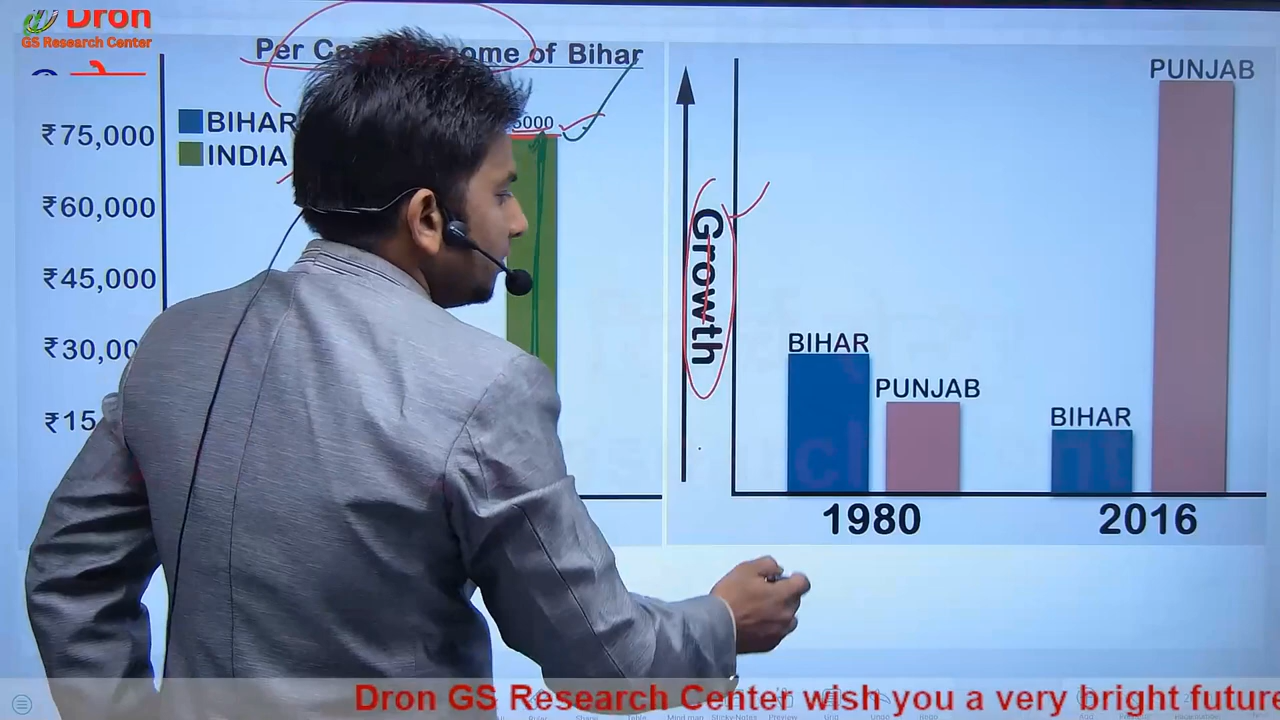 Dron
GS Research Center
Per Ca ome of Bihar
₹75,000
₹60,000
₹45,000
₹30,00
₹15
BIHAR
INDIA
5000
Growth
BIHAR
PUNJAB
1980
BIHAR
PUNJAB
2016
Dron GS Research Center wish you a very bright future